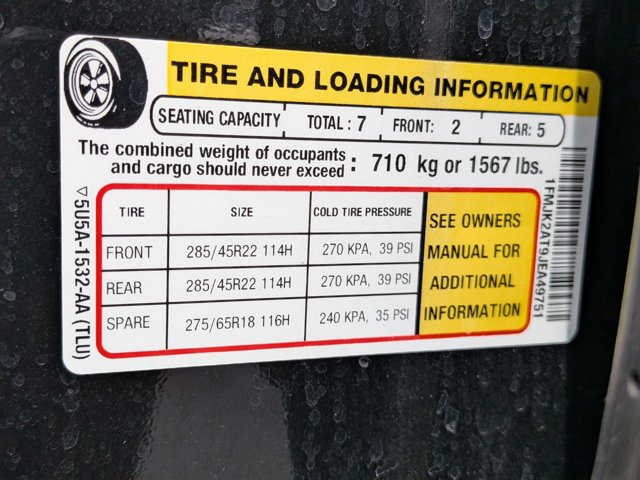 TIRE AND LOADING INFORMATION
SEATING CAPACITY TOTAL : 7 FRONT: 2 REAR: 5
The combined weight of occupants
and cargo should never exceed : 710 kg or 1567 lbs.
TIRE SIZE COLD TIRE PRESSURE
FRONT 285/45R22 114H 270 KPA, 39 PSI
REAR 285/45R22 114H 270 KPA, 39 PSI
SPARE 275/65R18 116H 240 KPA, 35 PSI
SEE OWNERS
MANUAL FOR
ADDITIONAL
INFORMATION
▽5U5A-1532-AA (TLU)
1FMJK2AT9JEA49751